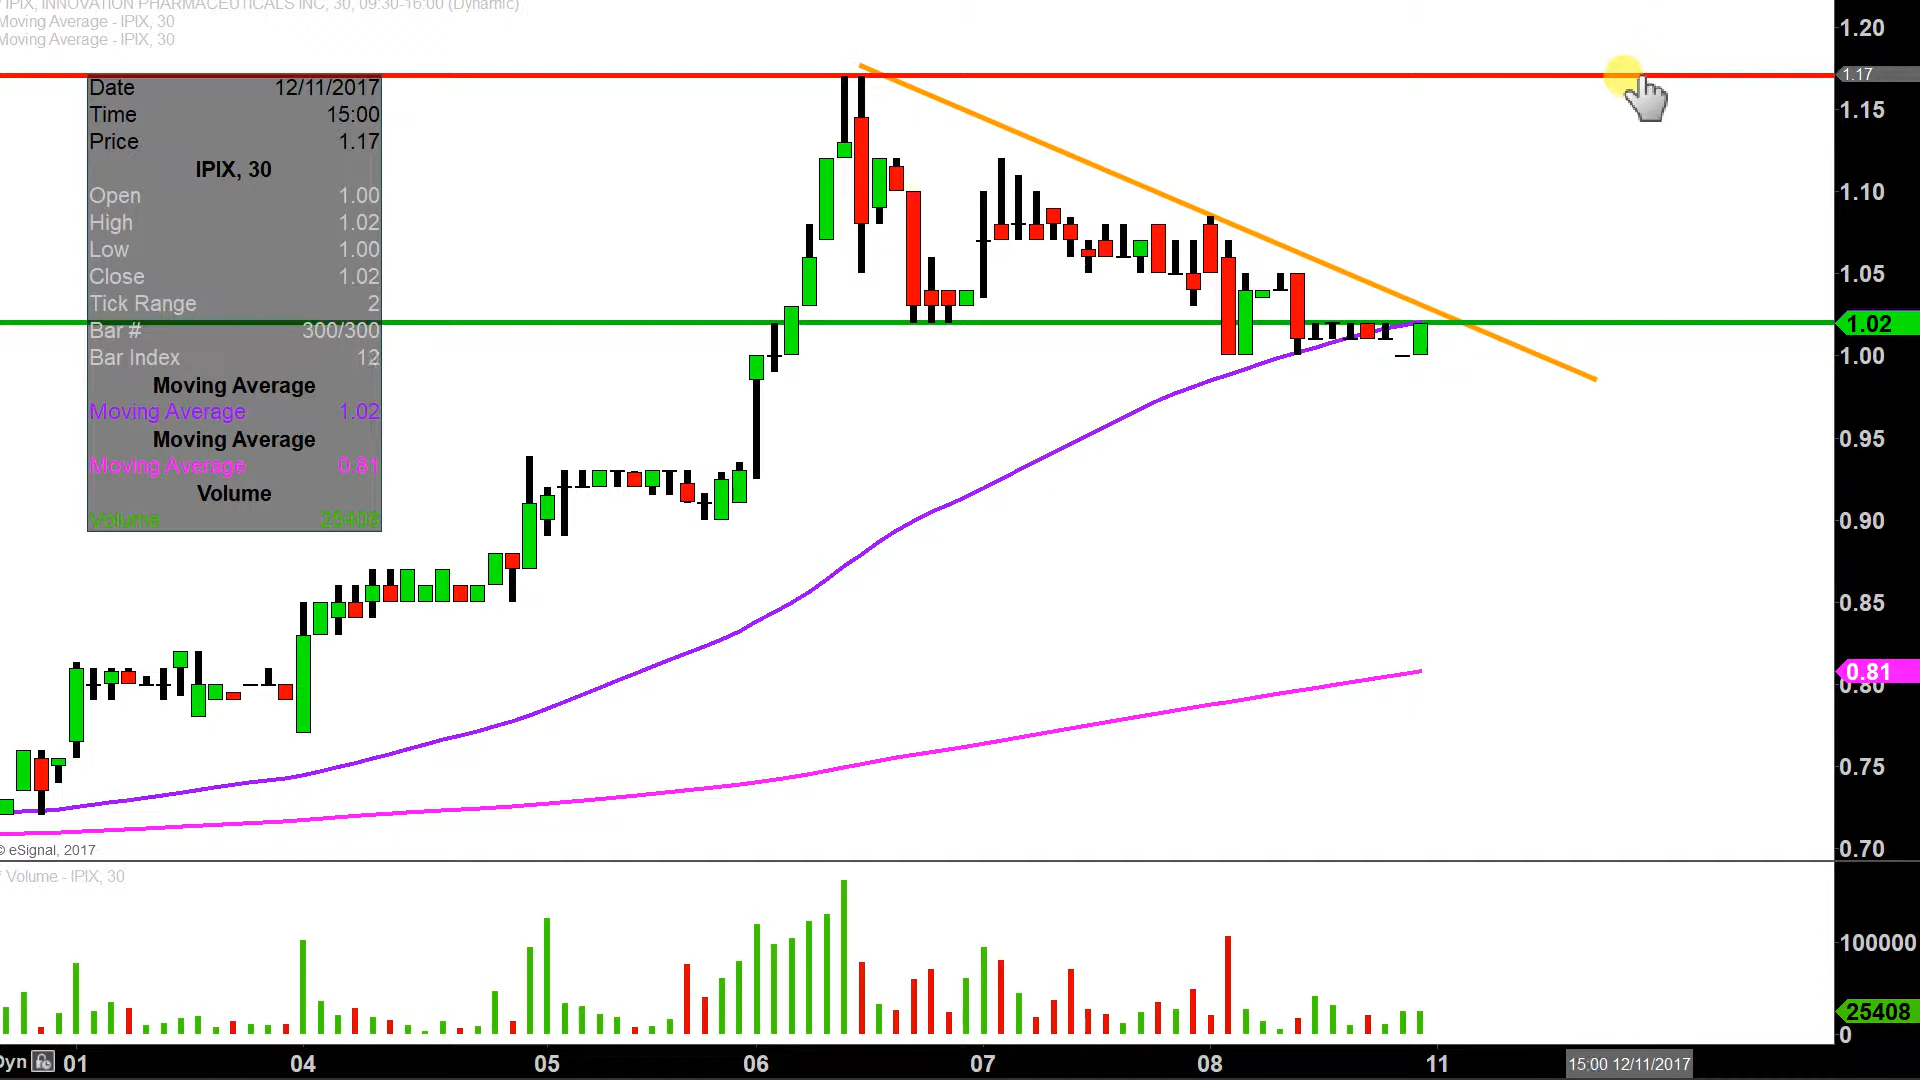 IPIX, INNOVATION PHARMACEUTICALS INC, 30, 09:30-16:00 (Dynamic)
Moving Average - IPIX, 30
Moving Average - IPIX, 30
Date 12/11/2017
Time 15:00
Price 1.17
IPIX, 30
Open 1.00
High 1.02
Low 1.00
Close 1.02
Tick Range 2
Bar # 300/300
Bar Index 12
Moving Average
Moving Average 1.02
Moving Average
Moving Average 0.81
Volume
Volume 25408
1.20
1.17
1.15
1.10
1.05
1.02
1.00
0.95
0.90
0.85
0.81
0.80
0.75
0.70
© eSignal, 2017
Volume - IPIX, 30
100000
25408
0
Dyn 01 04 05 06 07 08 11 15:00 12/11/2017